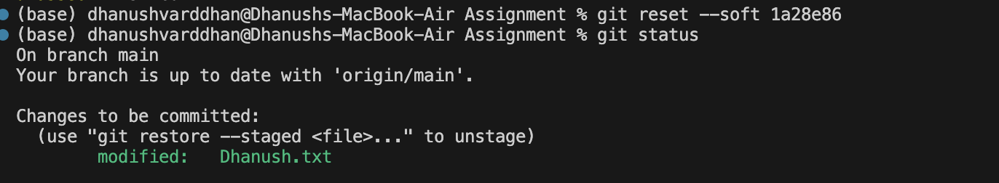 (base) dhanushvarddhan@Dhanushs-MacBook-Air Assignment % git reset --soft 1a28e86
(base) dhanushvarddhan@Dhanushs-MacBook-Air Assignment % git status
On branch main
Your branch is up to date with 'origin/main'.
Changes to be committed:
  (use "git restore --staged <file>..." to unstage)
        modified:   Dhanush.txt